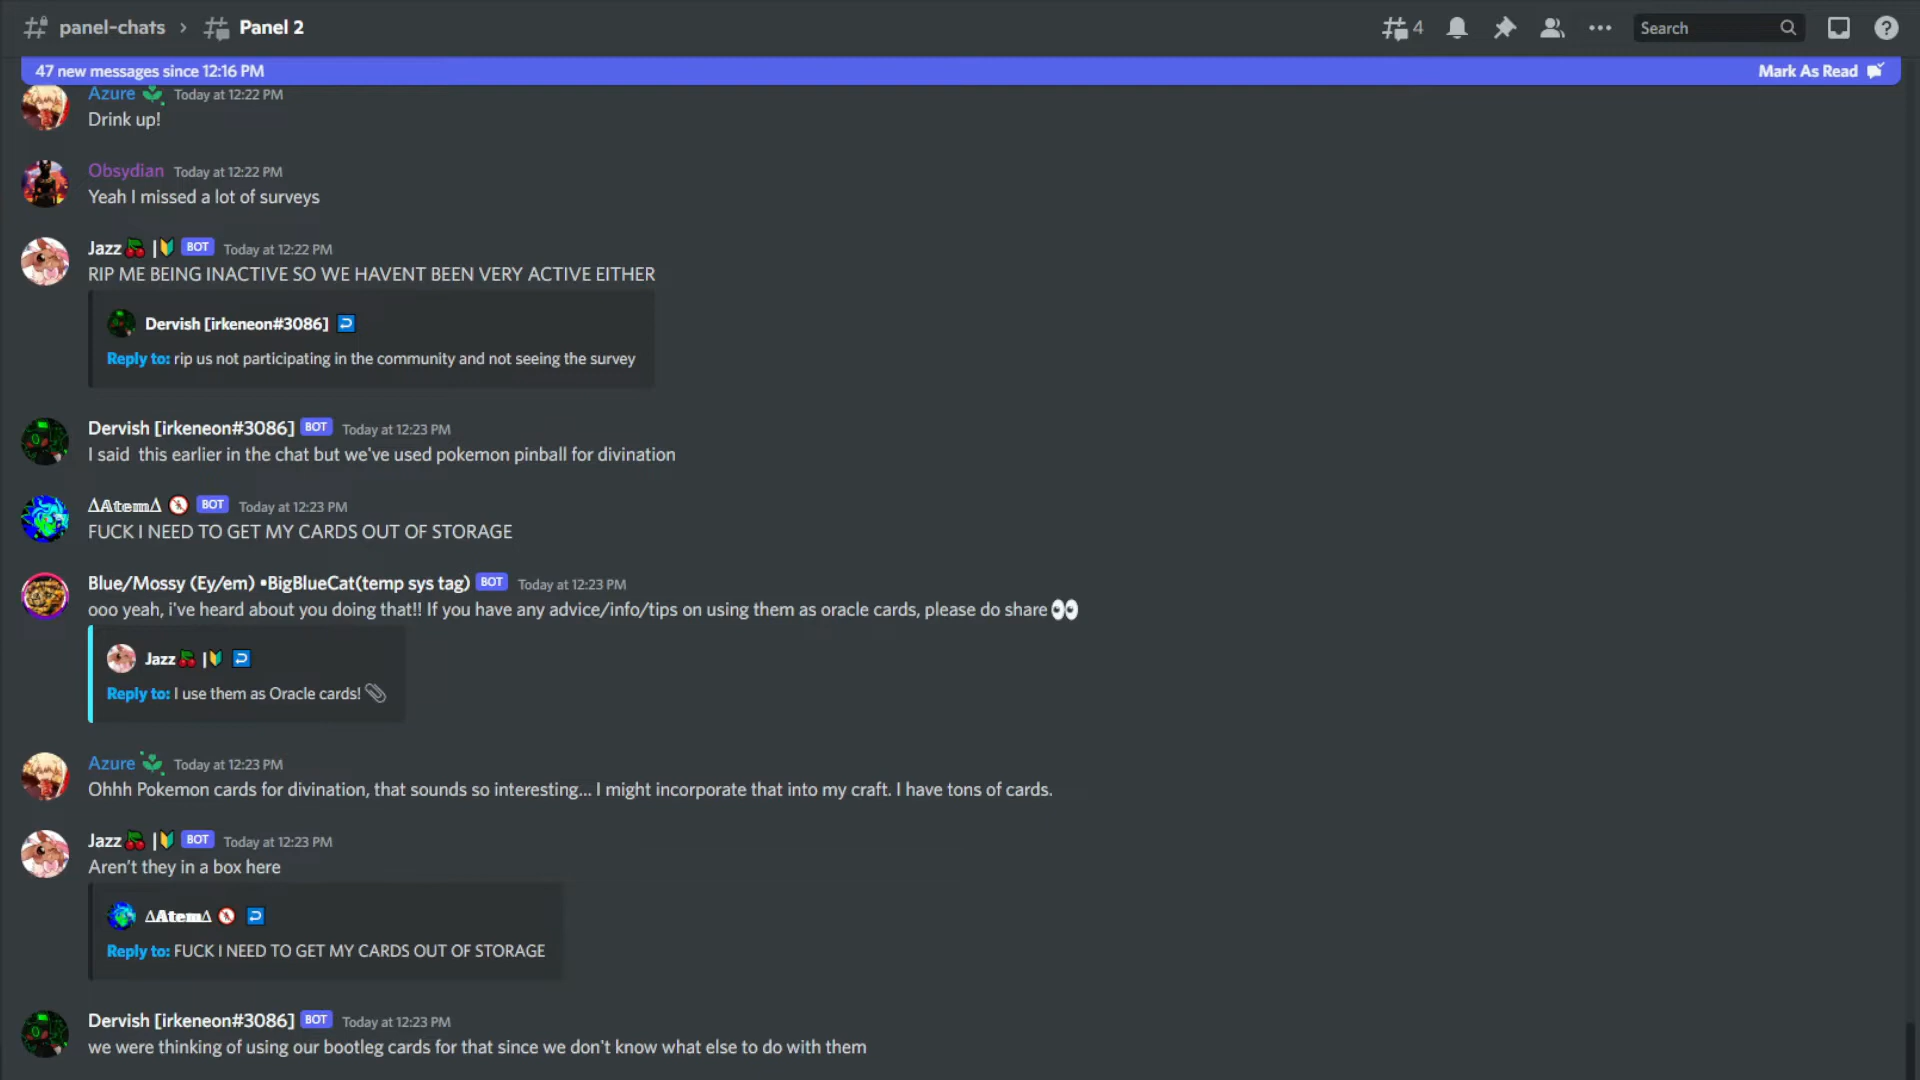 panel-chats › Panel 2 4 Search
47 new messages since 12:16 PM Mark As Read
Azure Today at 12:22 PM
Drink up!
Obsydian Today at 12:22 PM
Yeah I missed a lot of surveys
Jazz🍒 |🔰 BOT Today at 12:22 PM
RIP ME BEING INACTIVE SO WE HAVENT BEEN VERY ACTIVE EITHER
Dervish [irkeneon#3086] ↩️
Reply to: rip us not participating in the community and not seeing the survey
Dervish [irkeneon#3086] BOT Today at 12:23 PM
I said this earlier in the chat but we've used pokemon pinball for divination
Δ𝔸𝕥𝕖𝕞Δ 🚯 BOT Today at 12:23 PM
FUCK I NEED TO GET MY CARDS OUT OF STORAGE
Blue/Mossy (Ey/em) •BigBlueCat(temp sys tag) BOT Today at 12:23 PM
ooo yeah, i've heard about you doing that!! If you have any advice/info/tips on using them as oracle cards, please do share 👀
Jazz🍒 |🔰 ↩️
Reply to: I use them as Oracle cards! 📎
Azure Today at 12:23 PM
Ohhh Pokemon cards for divination, that sounds so interesting... I might incorporate that into my craft. I have tons of cards.
Jazz🍒 |🔰 BOT Today at 12:23 PM
Aren't they in a box here
Δ𝔸𝕥𝕖𝕞Δ 🚯 ↩️
Reply to: FUCK I NEED TO GET MY CARDS OUT OF STORAGE
Dervish [irkeneon#3086] BOT Today at 12:23 PM
we were thinking of using our bootleg cards for that since we don't know what else to do with them